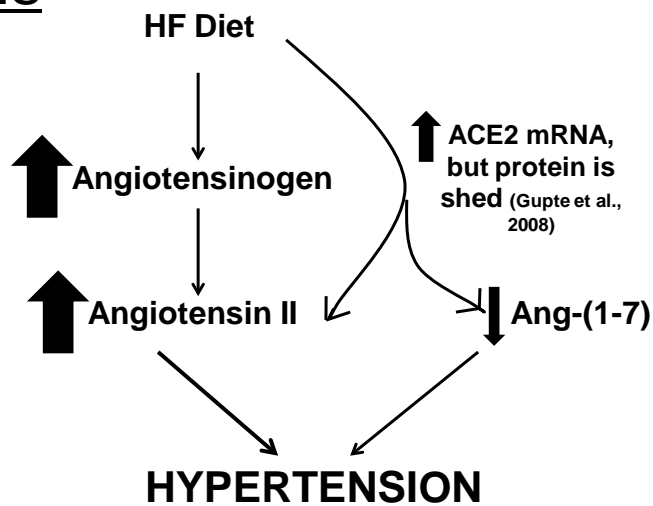 HF Diet
ACE2 mRNA,
but protein is
shed (Gupte et al.,
2008)
Angiotensinogen
Angiotensin II
Ang-(1-7)
HYPERTENSION